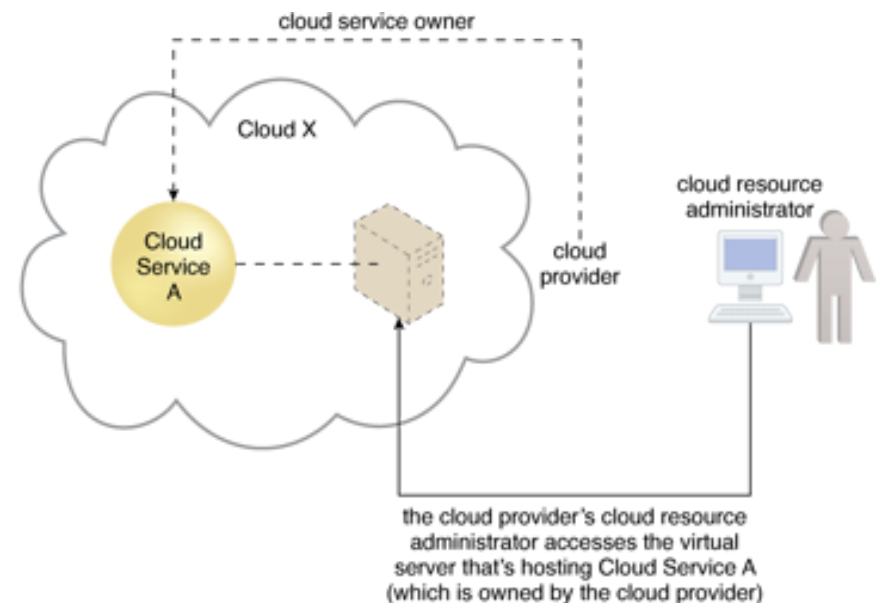 cloud service owner
Cloud X
cloud resource
administrator
Cloud
Service
A
cloud
provider
the cloud provider's cloud resource
administrator accesses the virtual
server that's hosting Cloud Service A
(which is owned by the cloud provider)